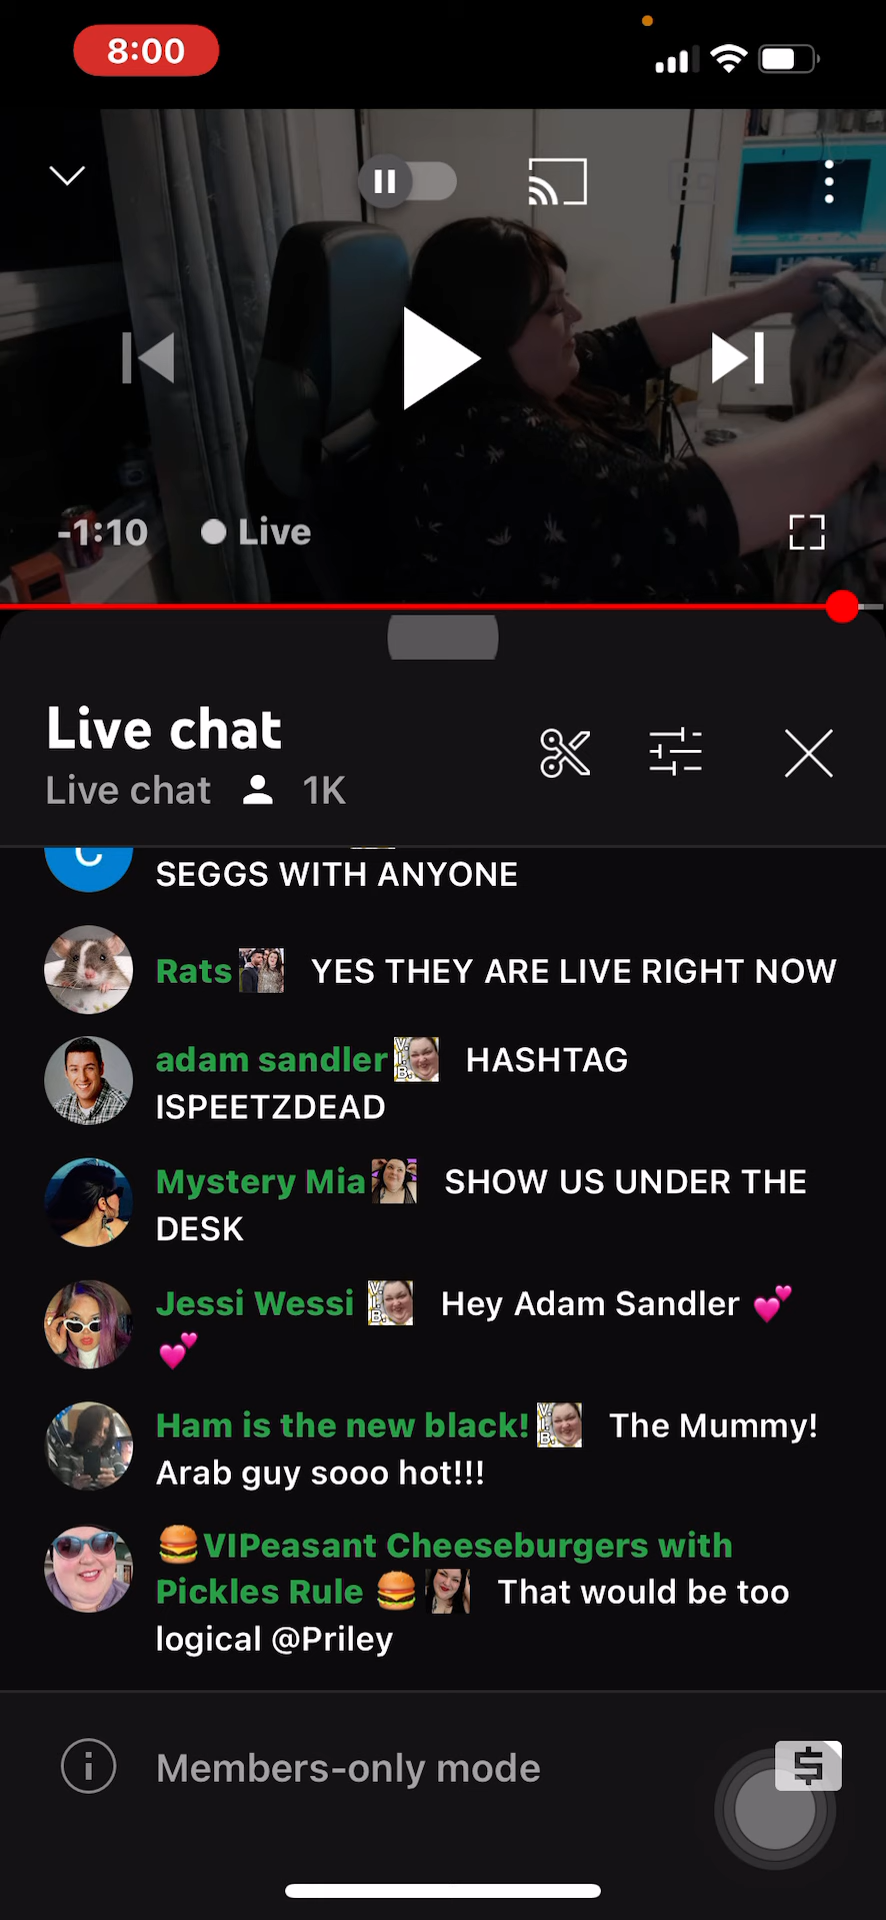 8:00
-1:10 Live
Live chat
Live chat 1K
SEGGS WITH ANYONE
Rats YES THEY ARE LIVE RIGHT NOW
adam sandler HASHTAG
ISPEETZDEAD
Mystery Mia SHOW US UNDER THE
DESK
Jessi Wessi Hey Adam Sandler 💕
💕
Ham is the new black! The Mummy!
Arab guy sooo hot!!!
🍔VIPeasant Cheeseburgers with
Pickles Rule 🍔 That would be too
logical @Priley
Members-only mode